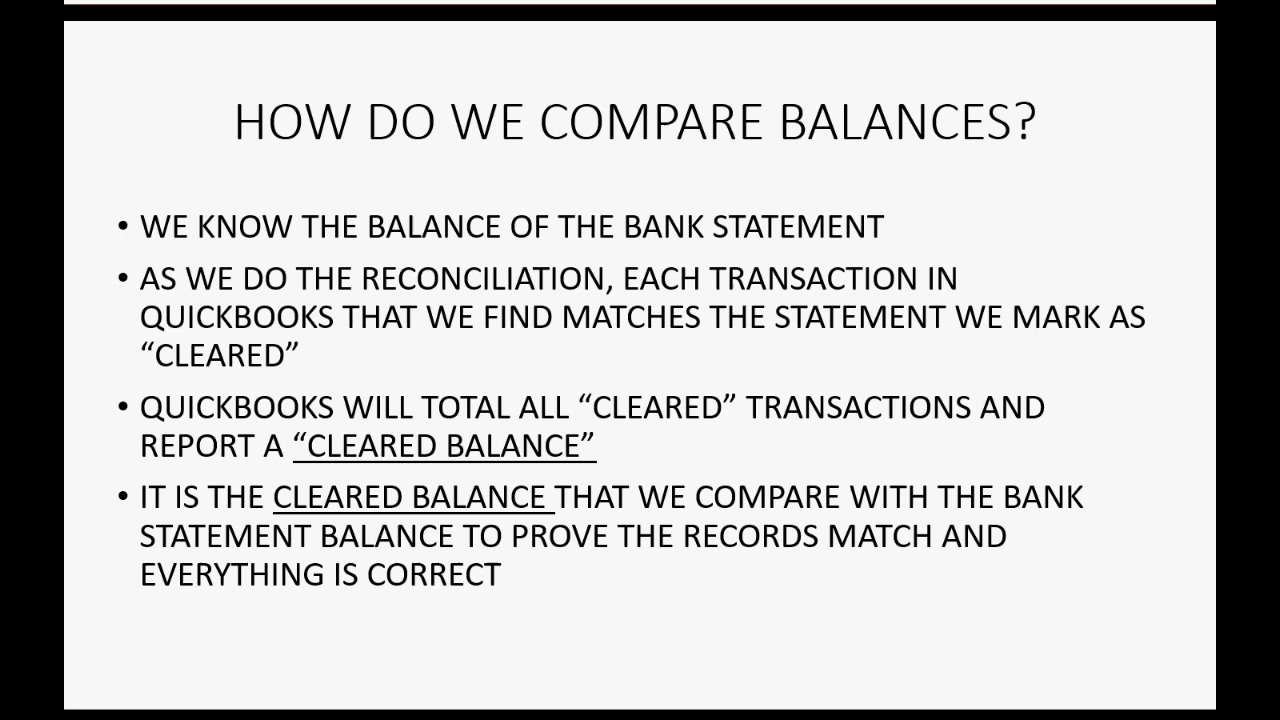 HOW DO WE COMPARE BALANCES?
• WE KNOW THE BALANCE OF THE BANK STATEMENT
• AS WE DO THE RECONCILIATION, EACH TRANSACTION IN
QUICKBOOKS THAT WE FIND MATCHES THE STATEMENT WE MARK AS
“CLEARED”
• QUICKBOOKS WILL TOTAL ALL “CLEARED” TRANSACTIONS AND
REPORT A “CLEARED BALANCE”
• IT IS THE CLEARED BALANCE THAT WE COMPARE WITH THE BANK
STATEMENT BALANCE TO PROVE THE RECORDS MATCH AND
EVERYTHING IS CORRECT